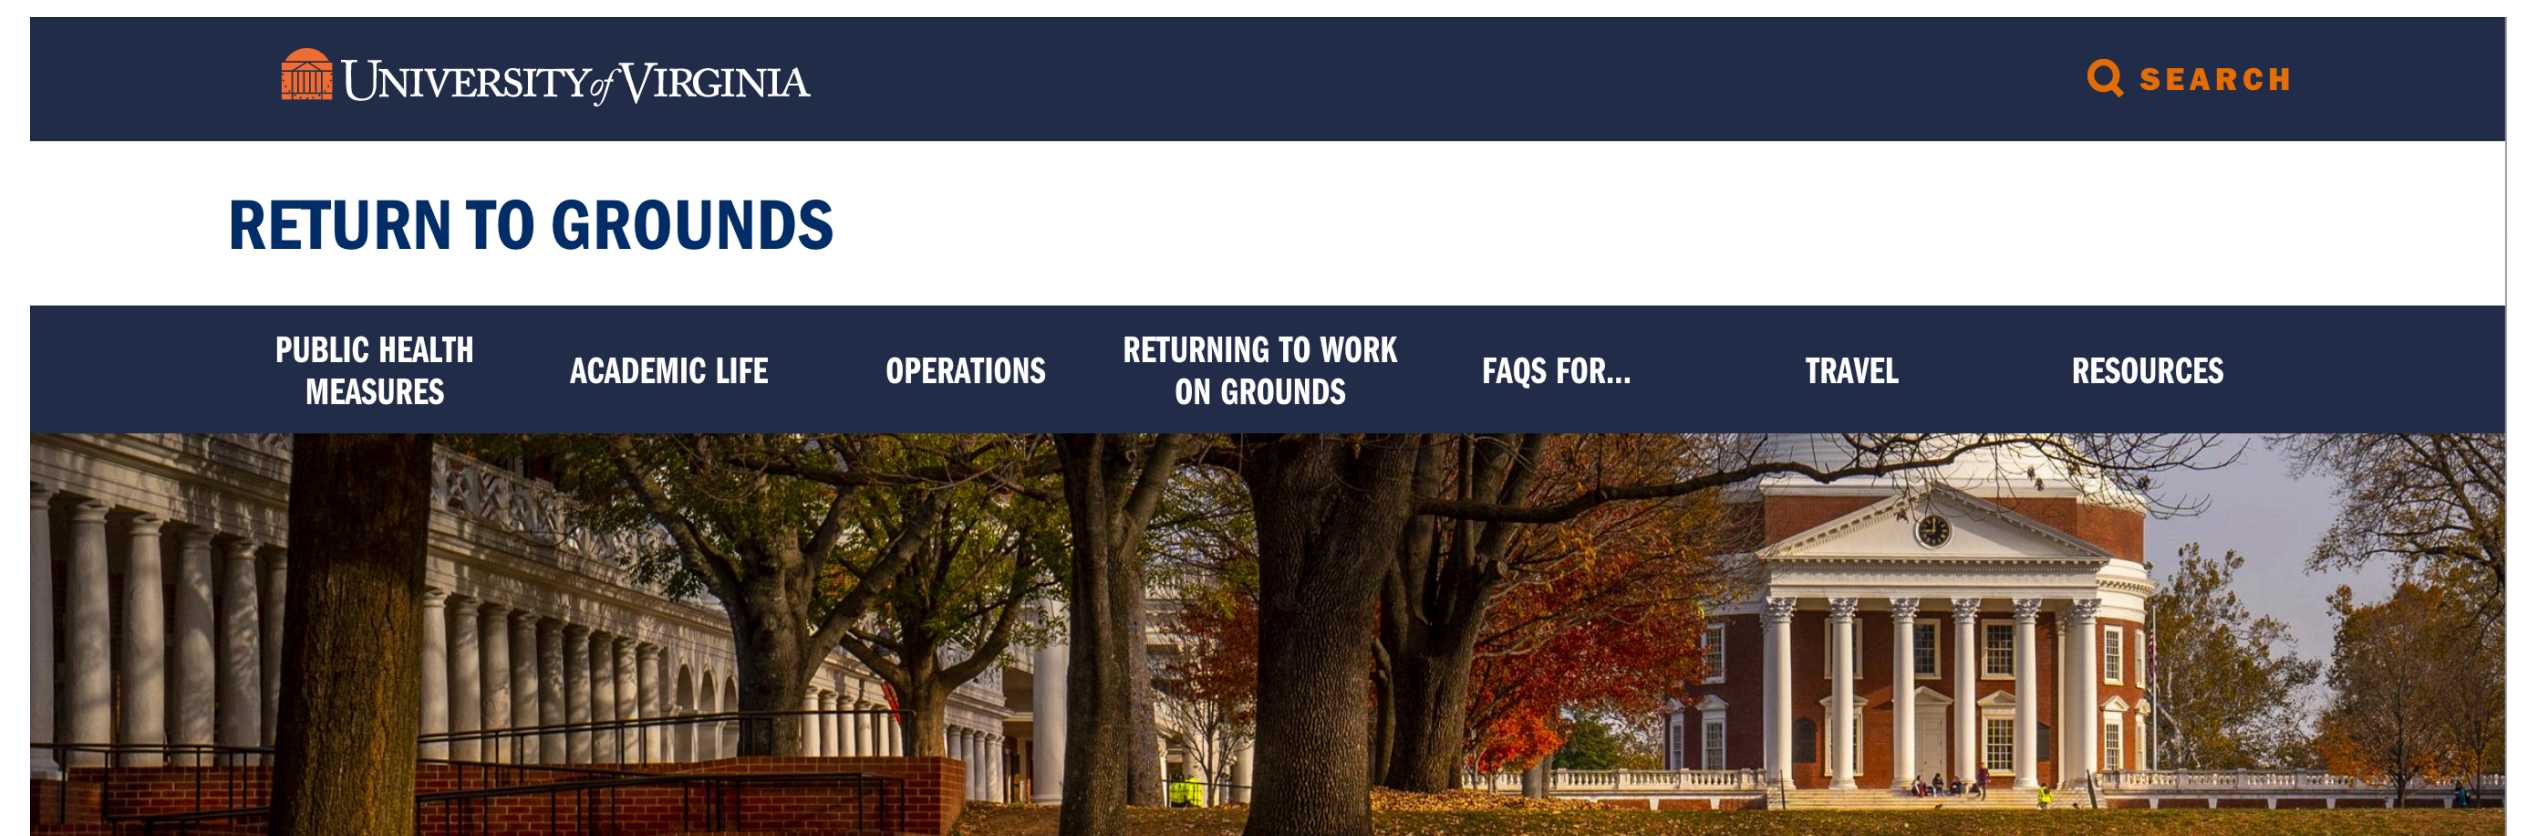 UNIVERSITY of VIRGINIA
SEARCH
RETURN TO GROUNDS
PUBLIC HEALTH
MEASURES
ACADEMIC LIFE
OPERATIONS
RETURNING TO WORK
ON GROUNDS
FAQS FOR...
TRAVEL
RESOURCES